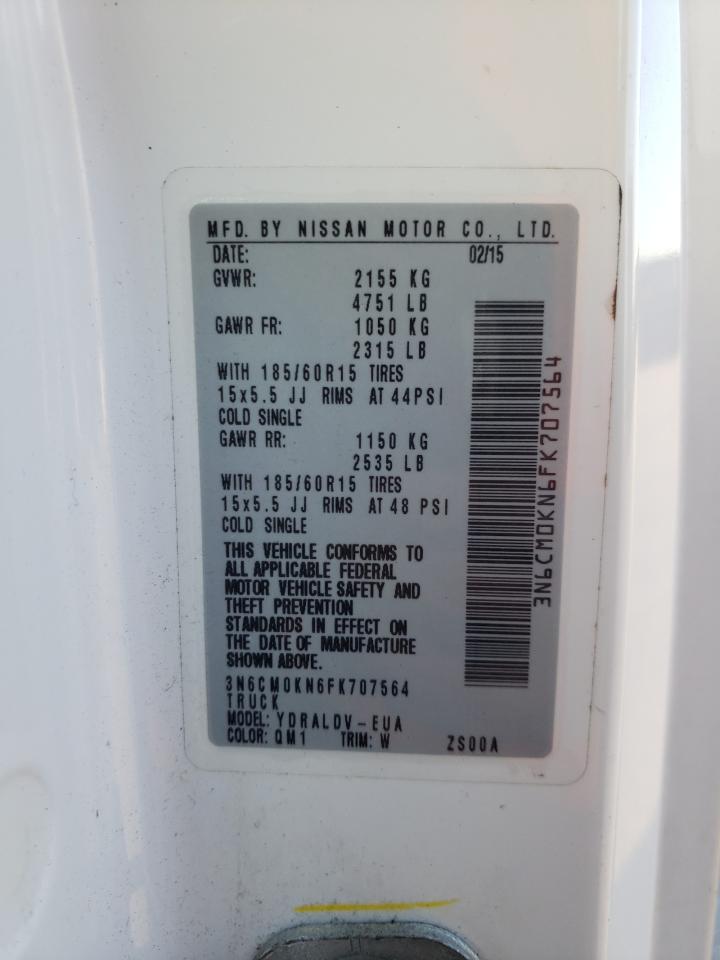 MFD. BY NISSAN MOTOR CO., LTD.
DATE: 02/15
GVWR: 2155 KG
4751 LB
GAWR FR: 1050 KG
2315 LB
WITH 185/60R15 TIRES
15x5.5 JJ RIMS AT 44PSI
COLD SINGLE
GAWR RR: 1150 KG
2535 LB
WITH 185/60R15 TIRES
15x5.5 JJ RIMS AT 48 PSI
COLD SINGLE
THIS VEHICLE CONFORMS TO
ALL APPLICABLE FEDERAL
MOTOR VEHICLE SAFETY AND
THEFT PREVENTION
STANDARDS IN EFFECT ON
THE DATE OF MANUFACTURE
SHOWN ABOVE.
3N6CM0KN6FK707564
TRUCK
MODEL: YDRALDV-EUA
COLOR: QM1 TRIM: W ZS00A
3N6CM0KN6FK707564